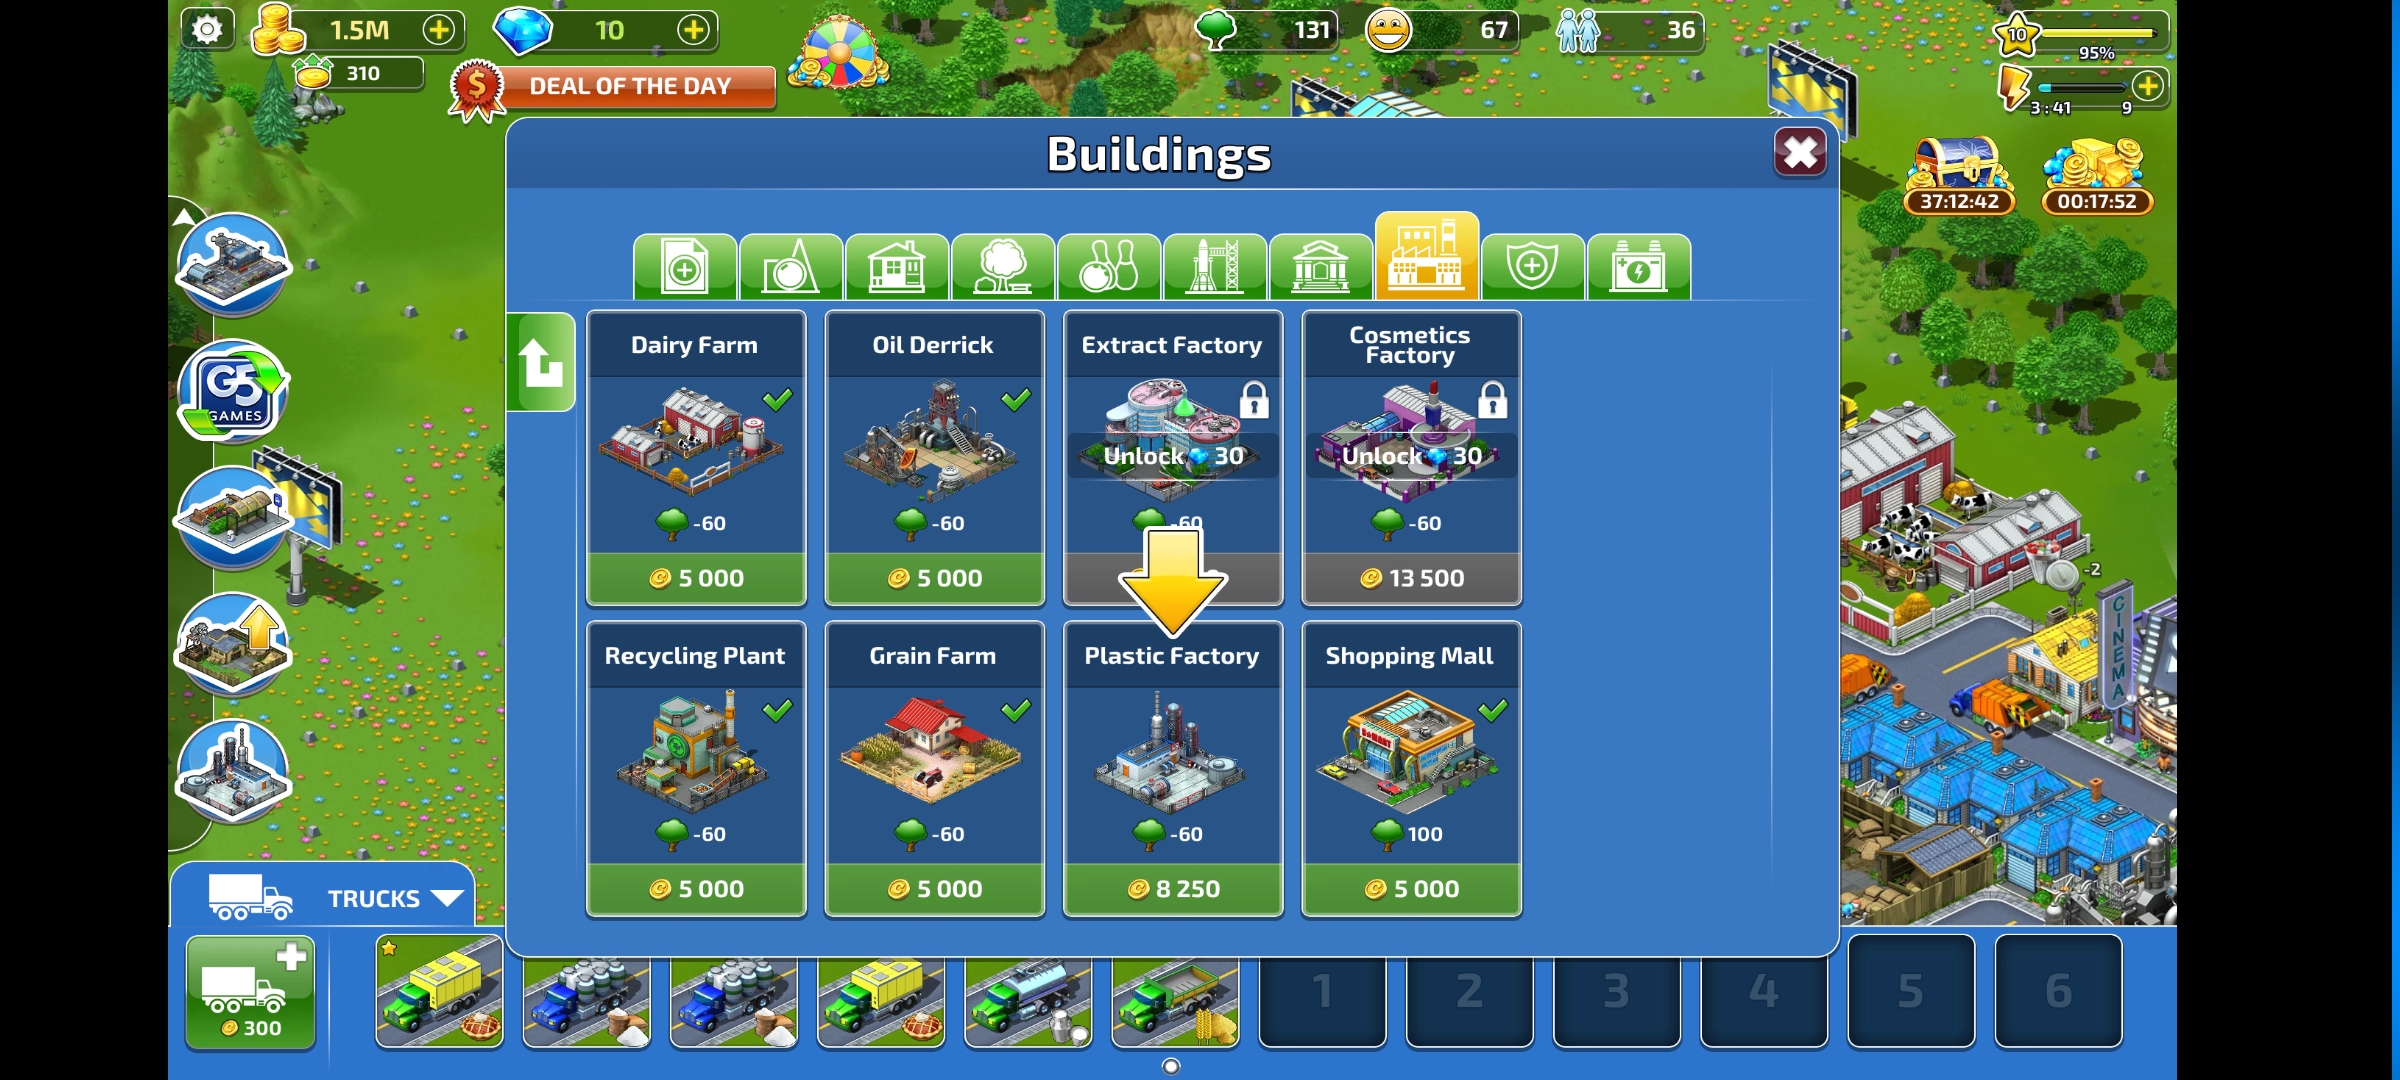 1.5M
10
131
67
36
10
95%
310
DEAL OF THE DAY
3:41
9
Buildings
37:12:42
00:17:52
G5
GAMES
Dairy Farm
Oil Derrick
Extract Factory
Cosmetics
Factory
Unlock 30
Unlock 30
-60
-60
-60
-60
5 000
5 000
13 500
-2
CINEMA
Recycling Plant
Grain Farm
Plastic Factory
Shopping Mall
-60
-60
-60
100
5 000
5 000
8 250
5 000
TRUCKS
300
1
2
3
4
5
6